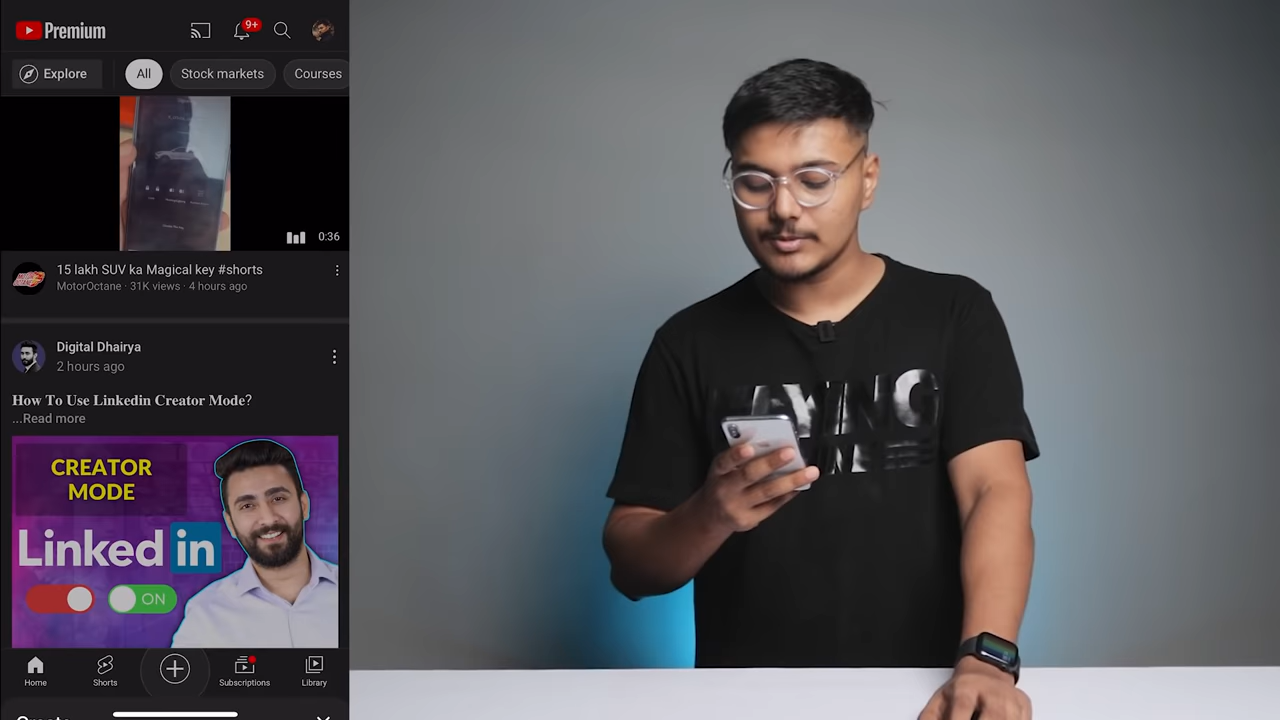 Premium
9+
Explore
All
Stock markets
Courses
0:36
15 lakh SUV ka Magical key #shorts
MotorOctane · 31K views · 4 hours ago
Digital Dhairya
2 hours ago
How To Use Linkedin Creator Mode?
...Read more
CREATOR
MODE
Linked in
ON
Home
Shorts
Subscriptions
Library